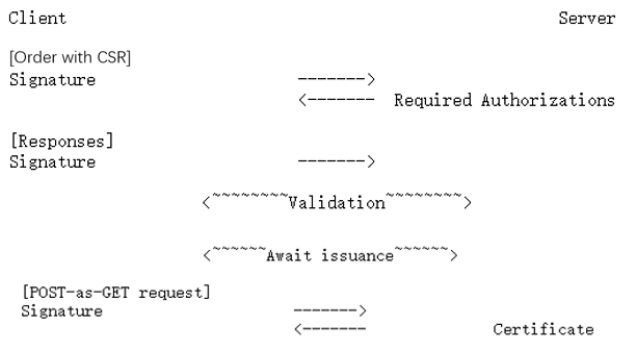 Client Server
[Order with CSR]
Signature ------->
<------- Required Authorizations
[Responses]
Signature ------->
<~~~~~~~~Validation~~~~~~~~>
<~~~~~~Await issuance~~~~~~>
[POST-as-GET request]
Signature ------->
<------- Certificate